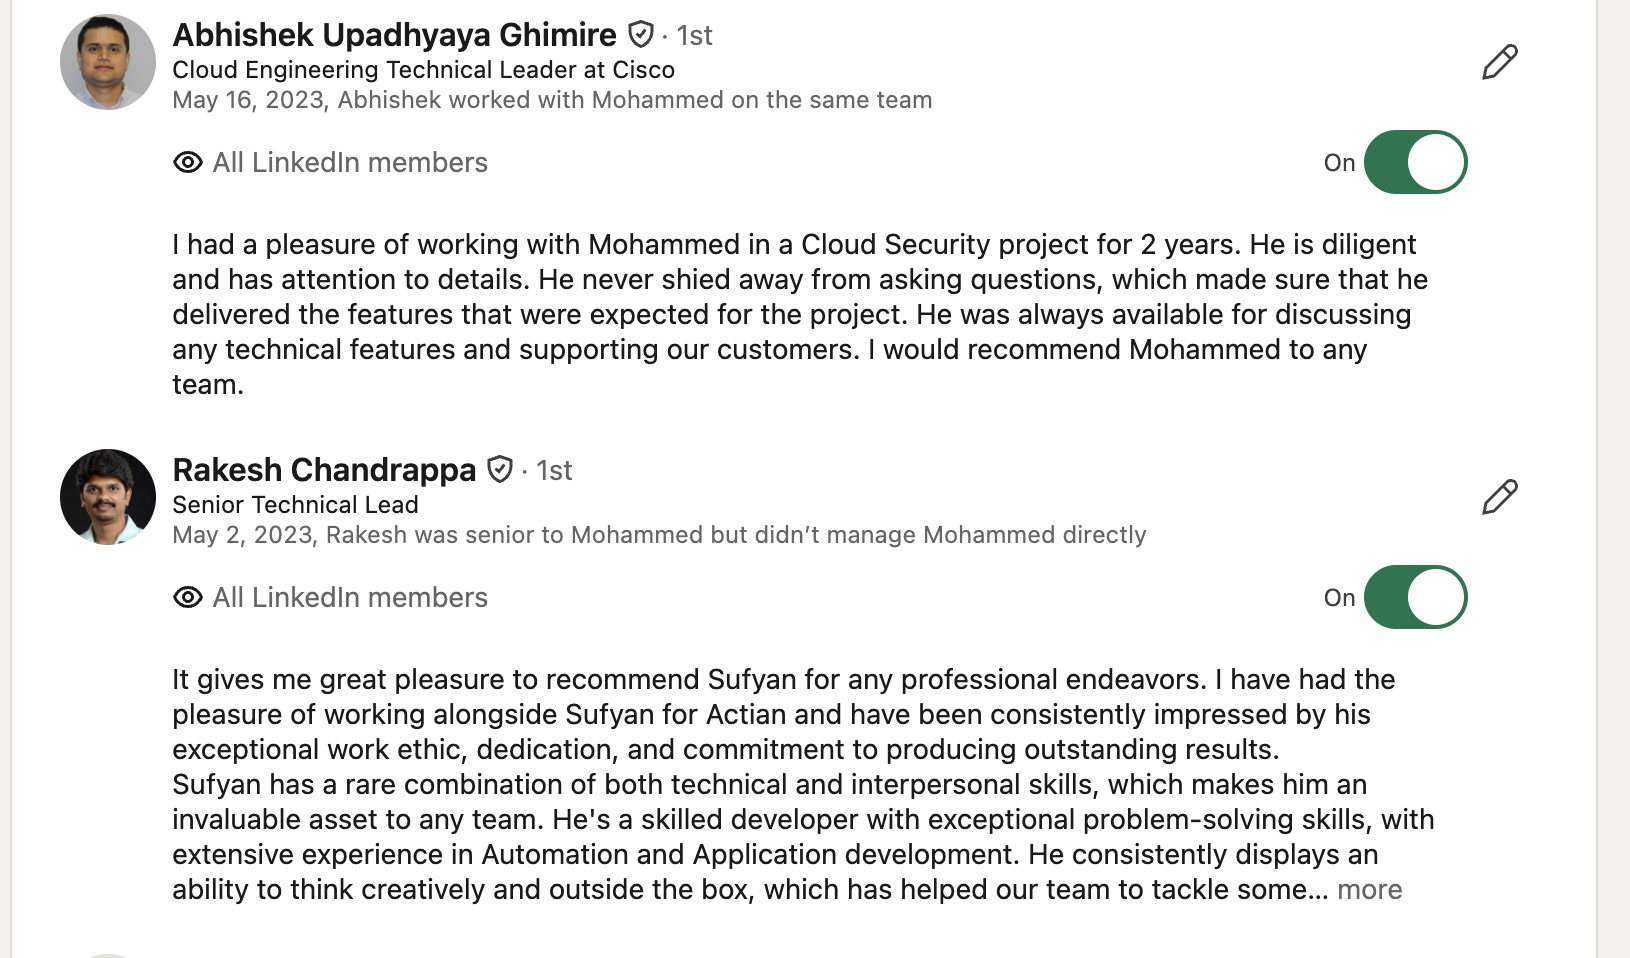 Abhishek Upadhyaya Ghimire · 1st
Cloud Engineering Technical Leader at Cisco
May 16, 2023, Abhishek worked with Mohammed on the same team
All LinkedIn members
On
I had a pleasure of working with Mohammed in a Cloud Security project for 2 years. He is diligent
and has attention to details. He never shied away from asking questions, which made sure that he
delivered the features that were expected for the project. He was always available for discussing
any technical features and supporting our customers. I would recommend Mohammed to any
team.
Rakesh Chandrappa · 1st
Senior Technical Lead
May 2, 2023, Rakesh was senior to Mohammed but didn’t manage Mohammed directly
All LinkedIn members
On
It gives me great pleasure to recommend Sufyan for any professional endeavors. I have had the
pleasure of working alongside Sufyan for Actian and have been consistently impressed by his
exceptional work ethic, dedication, and commitment to producing outstanding results.
Sufyan has a rare combination of both technical and interpersonal skills, which makes him an
invaluable asset to any team. He's a skilled developer with exceptional problem-solving skills, with
extensive experience in Automation and Application development. He consistently displays an
ability to think creatively and outside the box, which has helped our team to tackle some... more